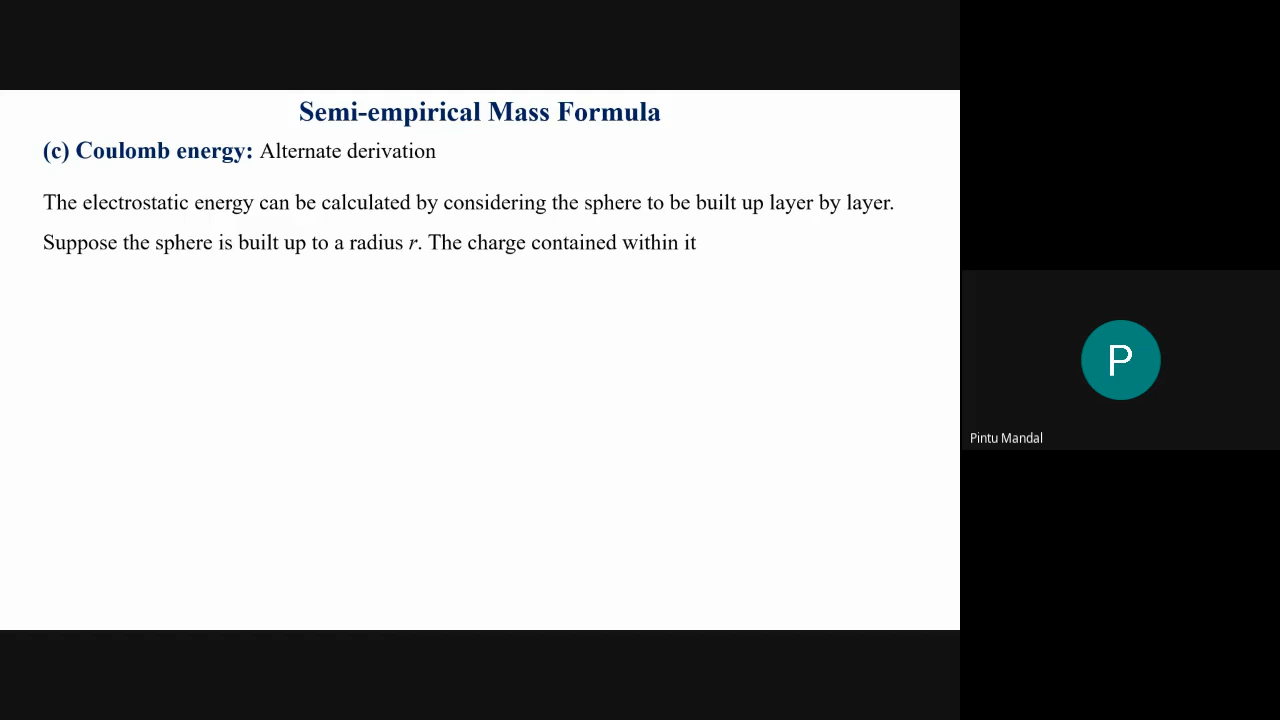 Semi-empirical Mass Formula
(c) Coulomb energy: Alternate derivation
The electrostatic energy can be calculated by considering the sphere to be built up layer by layer.
Suppose the sphere is built up to a radius r. The charge contained within it
P
Pintu Mandal